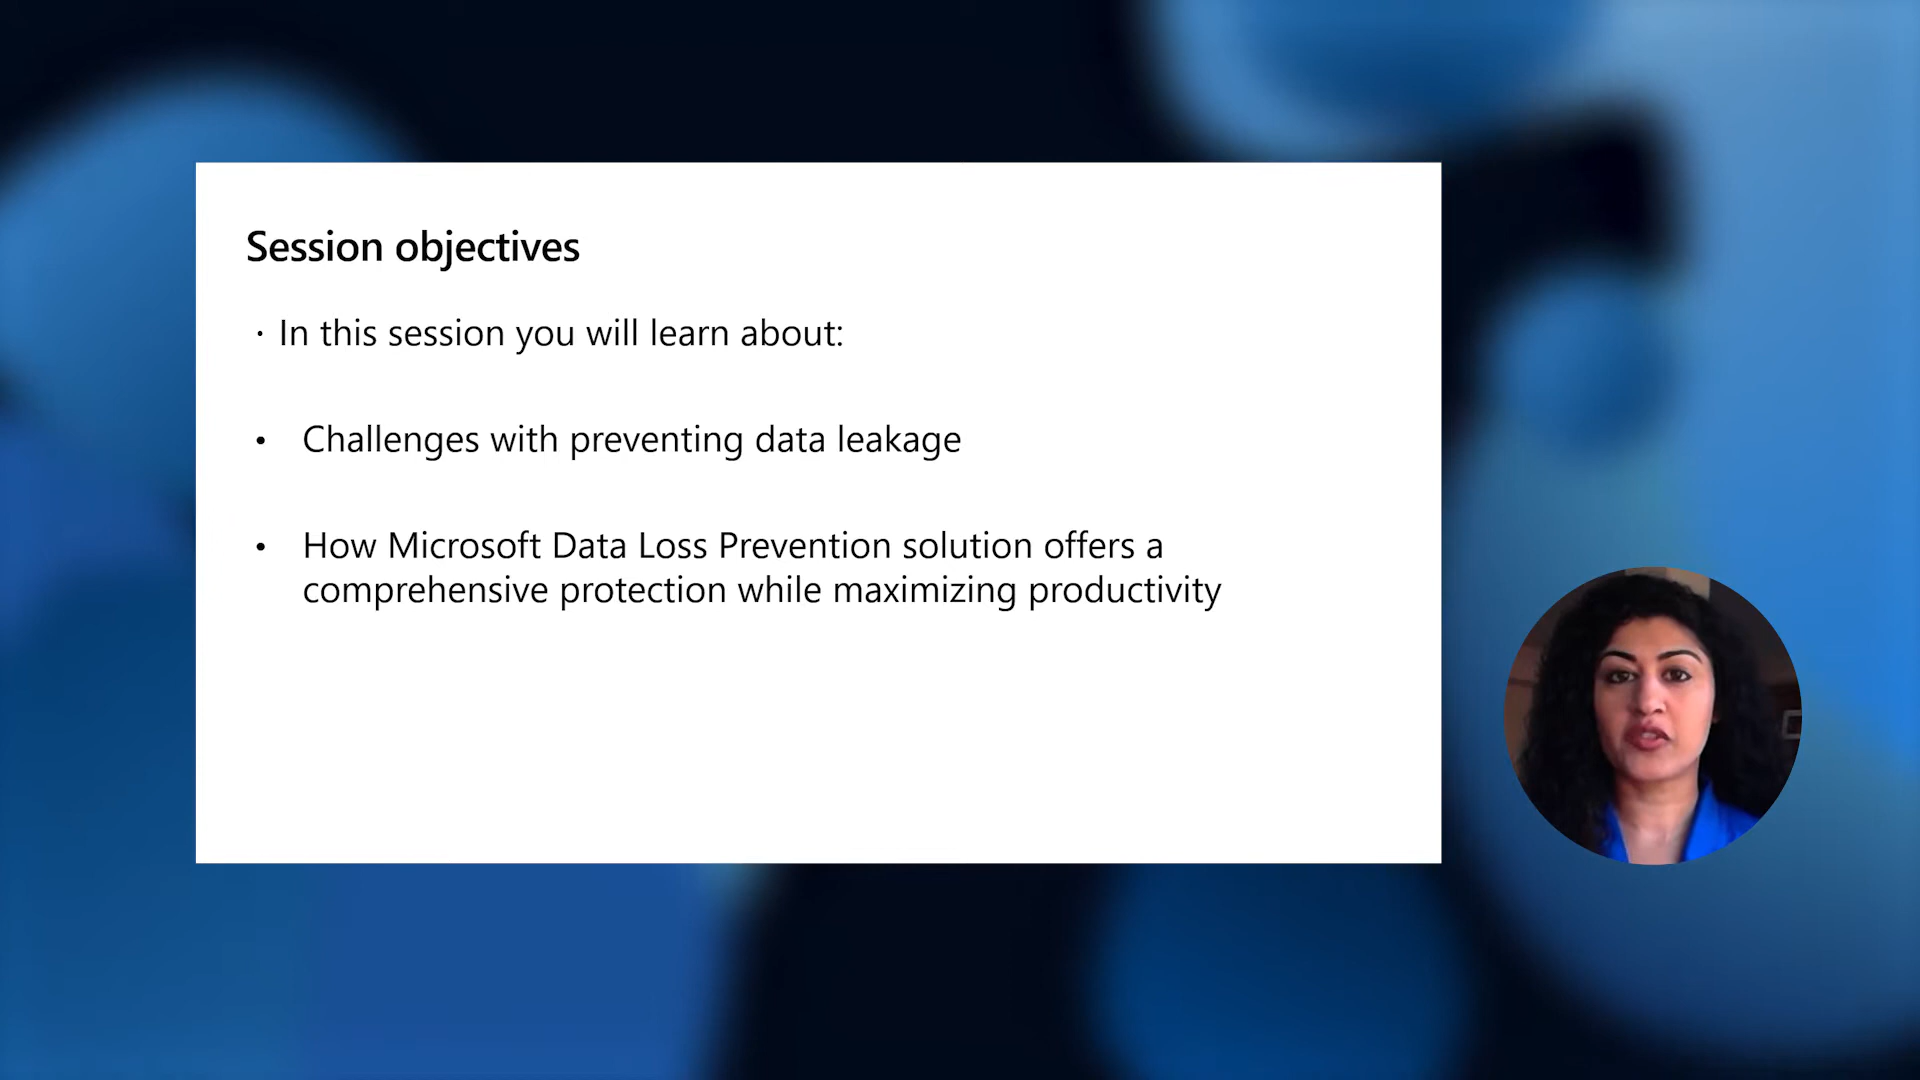 Session objectives
· In this session you will learn about:
• Challenges with preventing data leakage
• How Microsoft Data Loss Prevention solution offers a
comprehensive protection while maximizing productivity